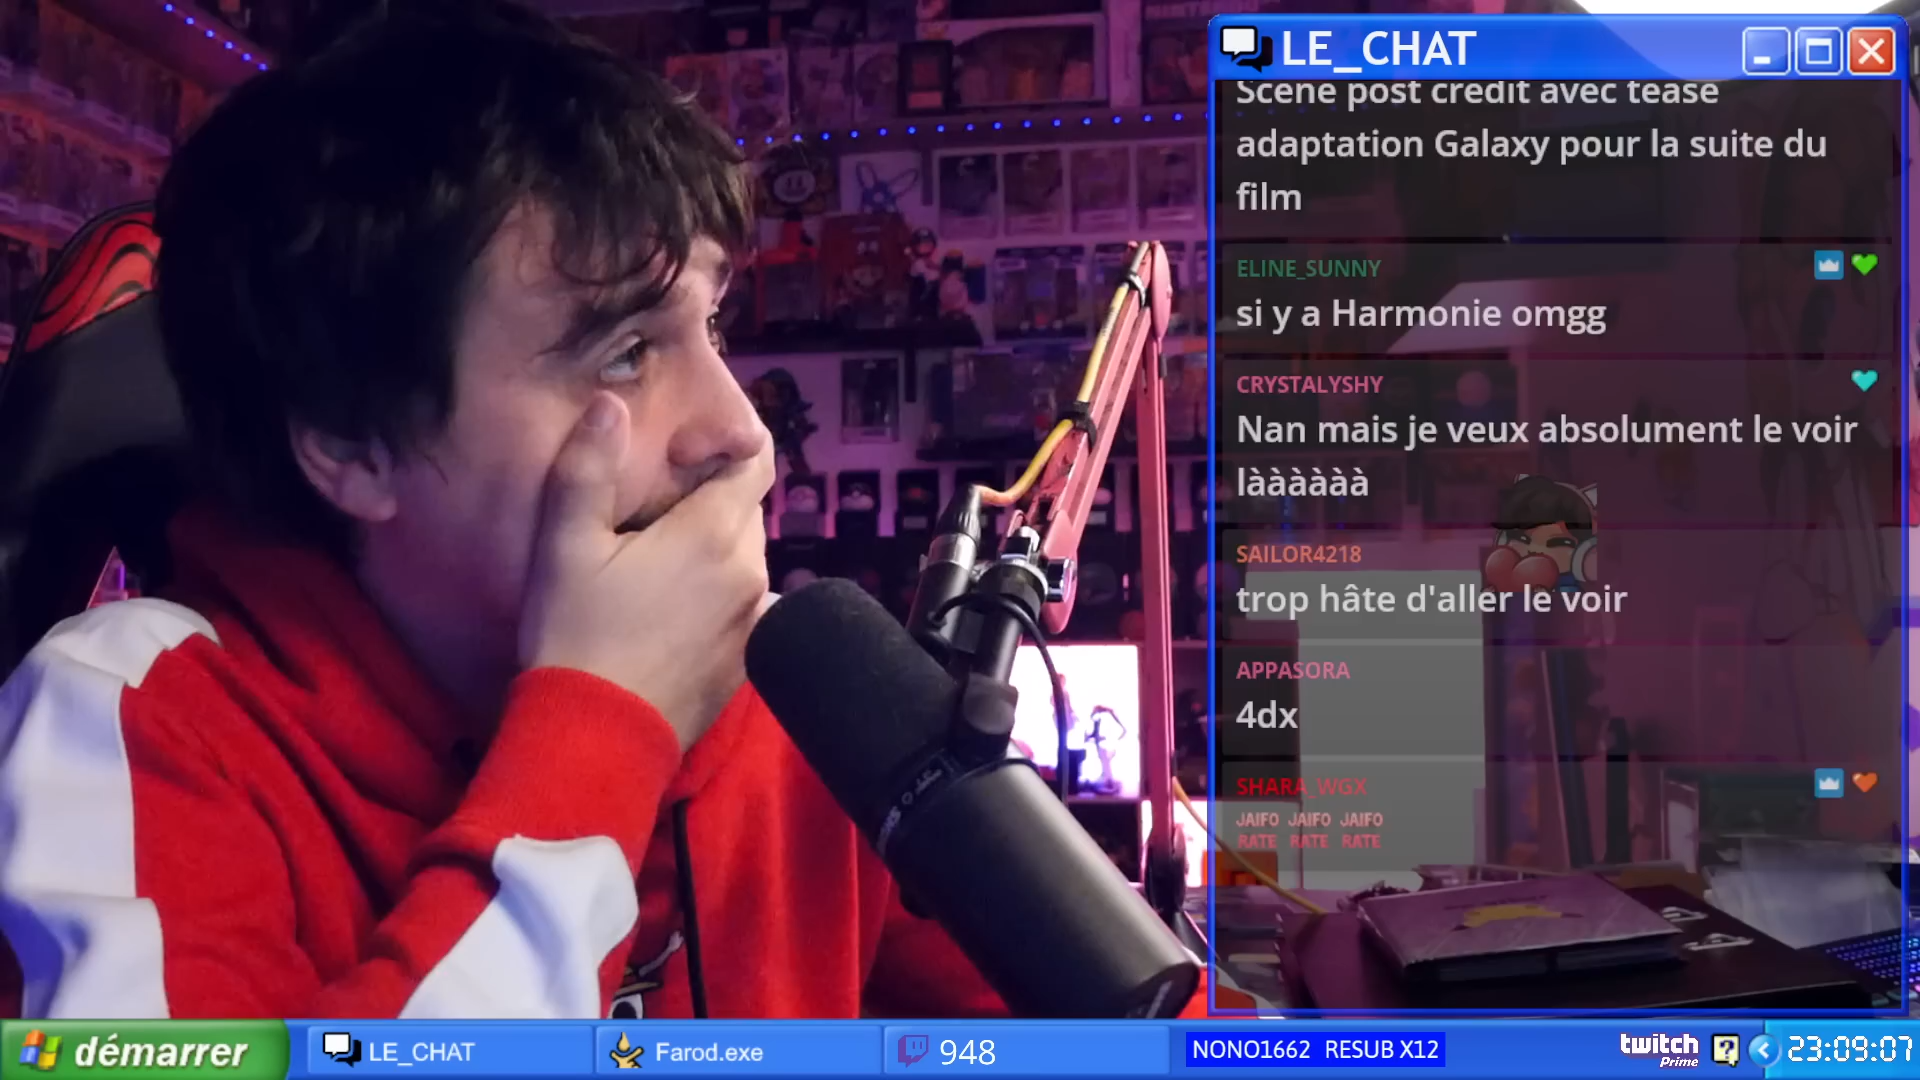 LE_CHAT
Scene post credit avec tease
adaptation Galaxy pour la suite du
film
ELINE_SUNNY
si y a Harmonie omgg
CRYSTALYSHY
Nan mais je veux absolument le voir
lààààààà
SAILOR4218
trop hâte d'aller le voir
APPASORA
4dx
SHARA_WGX
JAIFO JAIFO JAIFO
RATE RATE RATE
démarrer
LE_CHAT
Farod.exe
948
NONO1662 RESUB X12
twitch
Prime
?
23:09:07